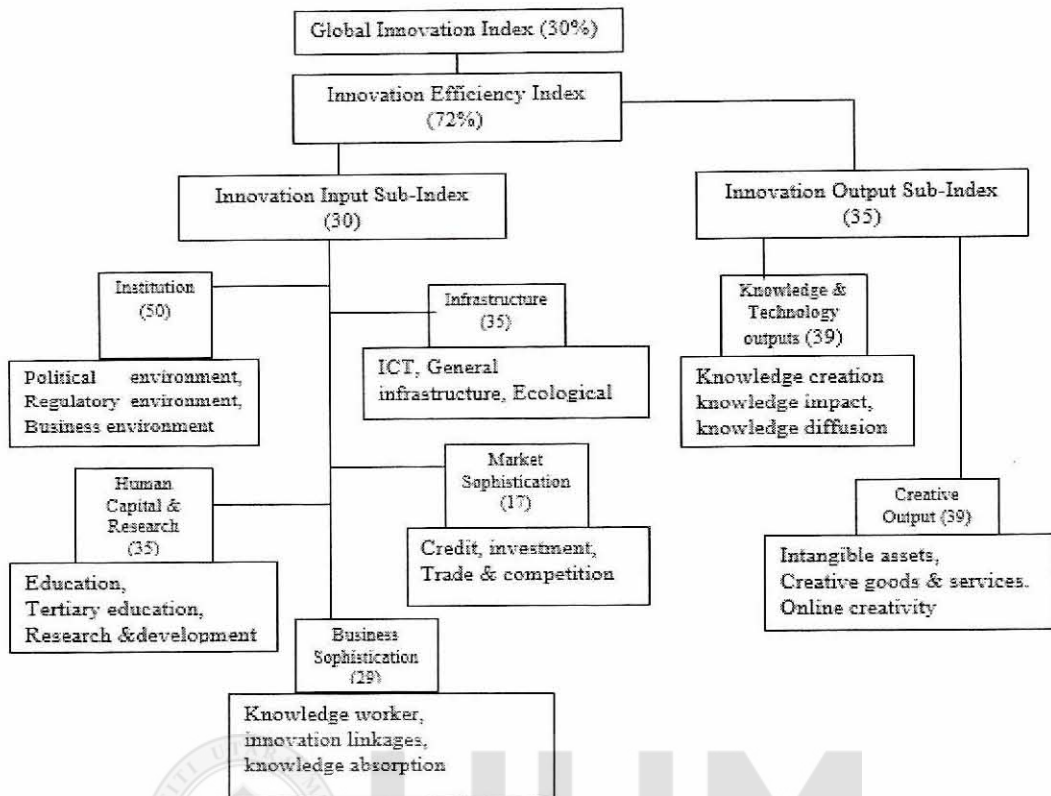 Global Innovation Index (30%)
Innovation Efficiency Index
(72%)
Innovation Input Sub-Index
(30)
Innovation Output Sub-Index
(35)
Institution
(50)
Political environment,
Regulatory environment,
Business environment
Infrastructure
(35)
ICT, General
infrastructure, Ecological
Human
Capital &
Research
(35)
Education,
Tertiary education,
Research &development
Market
Sophistication
(17)
Credit, investment,
Trade & competition
Business
Sophistication
(29)
Knowledge worker,
innovation linkages,
knowledge absorption
Knowledge &
Technology
outputs (39)
Knowledge creation
knowledge impact,
knowledge diffusion
Creative
Output (39)
Intangible assets,
Creative goods & services.
Online creativity